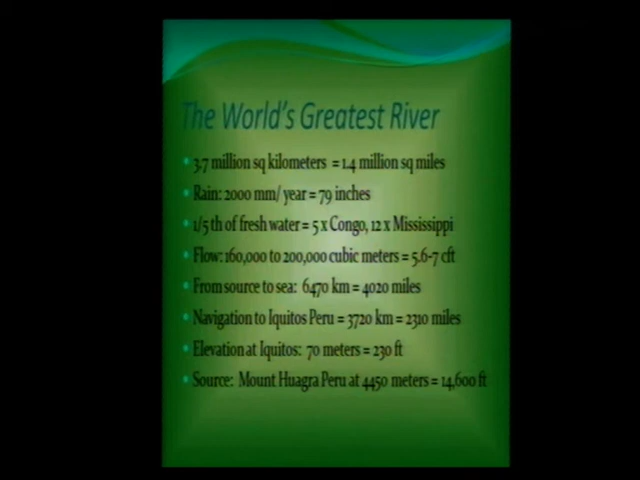 The World's Greatest River
3.7 million sq kilometers = 1.4 million sq miles
Rain: 2000 mm/ year = 79 inches
1/5 th of fresh water = 5 x Congo, 12 x Mississippi
Flow: 160,000 to 200,000 cubic meters = 5.6-7 cft
From source to sea: 6470 km = 4020 miles
Navigation to Iquitos Peru = 3720 km = 2310 miles
Elevation at Iquitos: 70 meters = 230 ft
Source: Mount Huagra Peru at 4450 meters = 14,600 ft